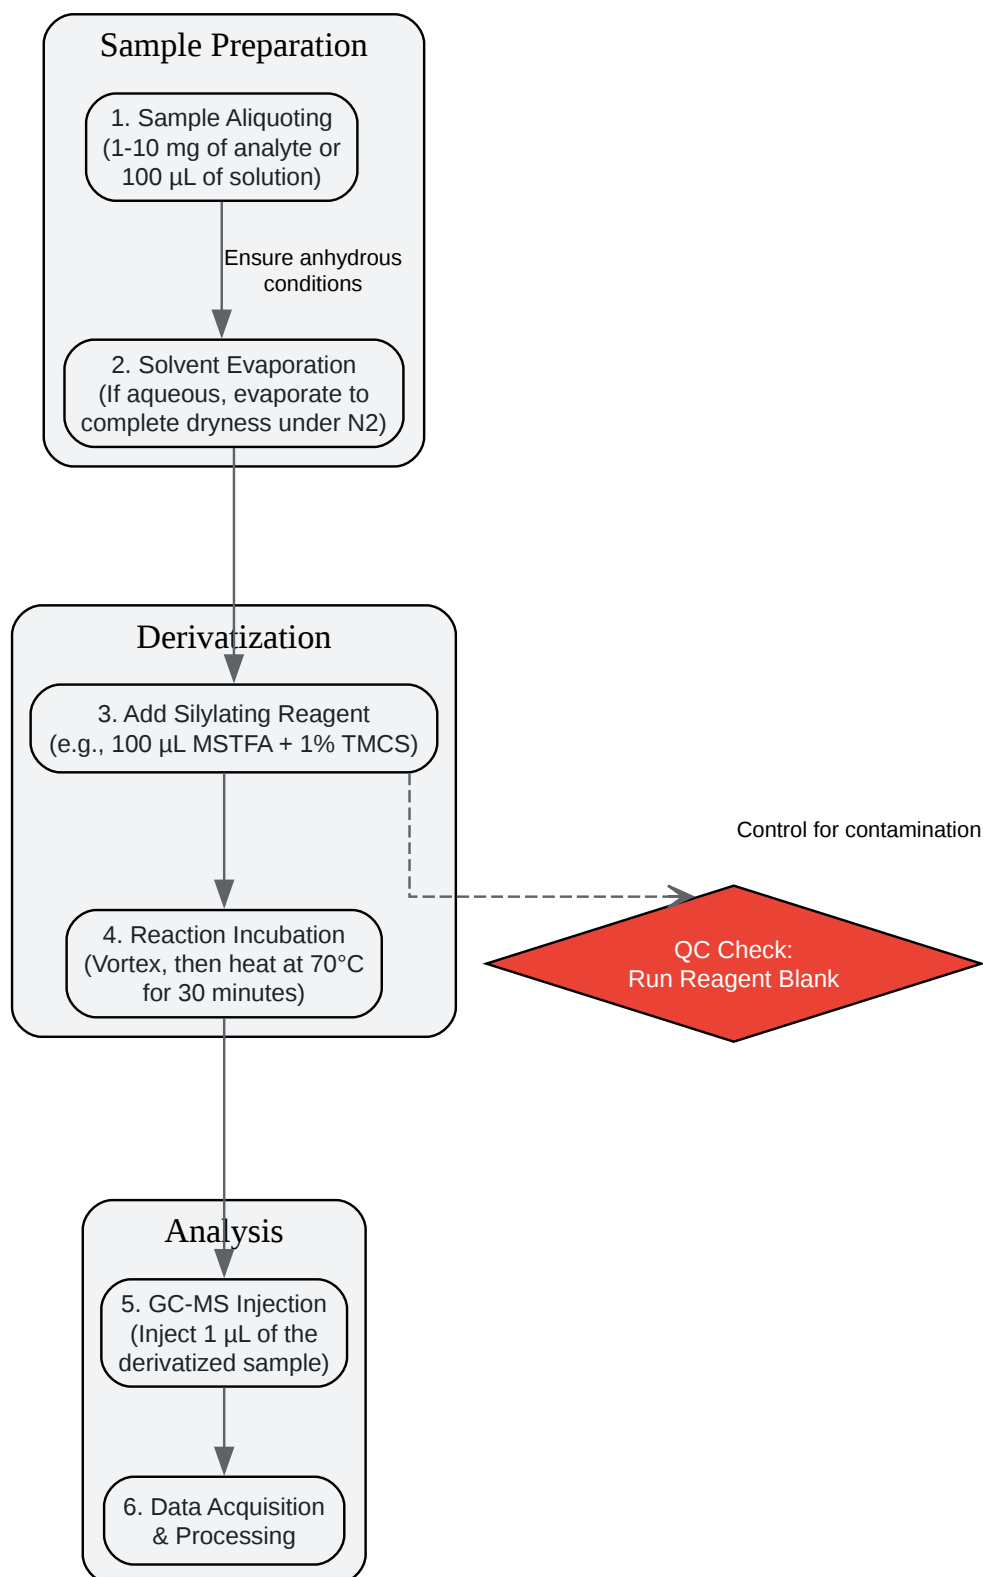 Sample Preparation
1. Sample Aliquoting
(1-10 mg of analyte or
100 µL of solution)
Ensure anhydrous
conditions
2. Solvent Evaporation
(If aqueous, evaporate to
complete dryness under N2)
Derivatization
3. Add Silylating Reagent
(e.g., 100 µL MSTFA + 1% TMCS)
Control for contamination
QC Check:
Run Reagent Blank
4. Reaction Incubation
(Vortex, then heat at 70°C
for 30 minutes)
Analysis
5. GC-MS Injection
(Inject 1 µL of the
derivatized sample)
6. Data Acquisition
& Processing